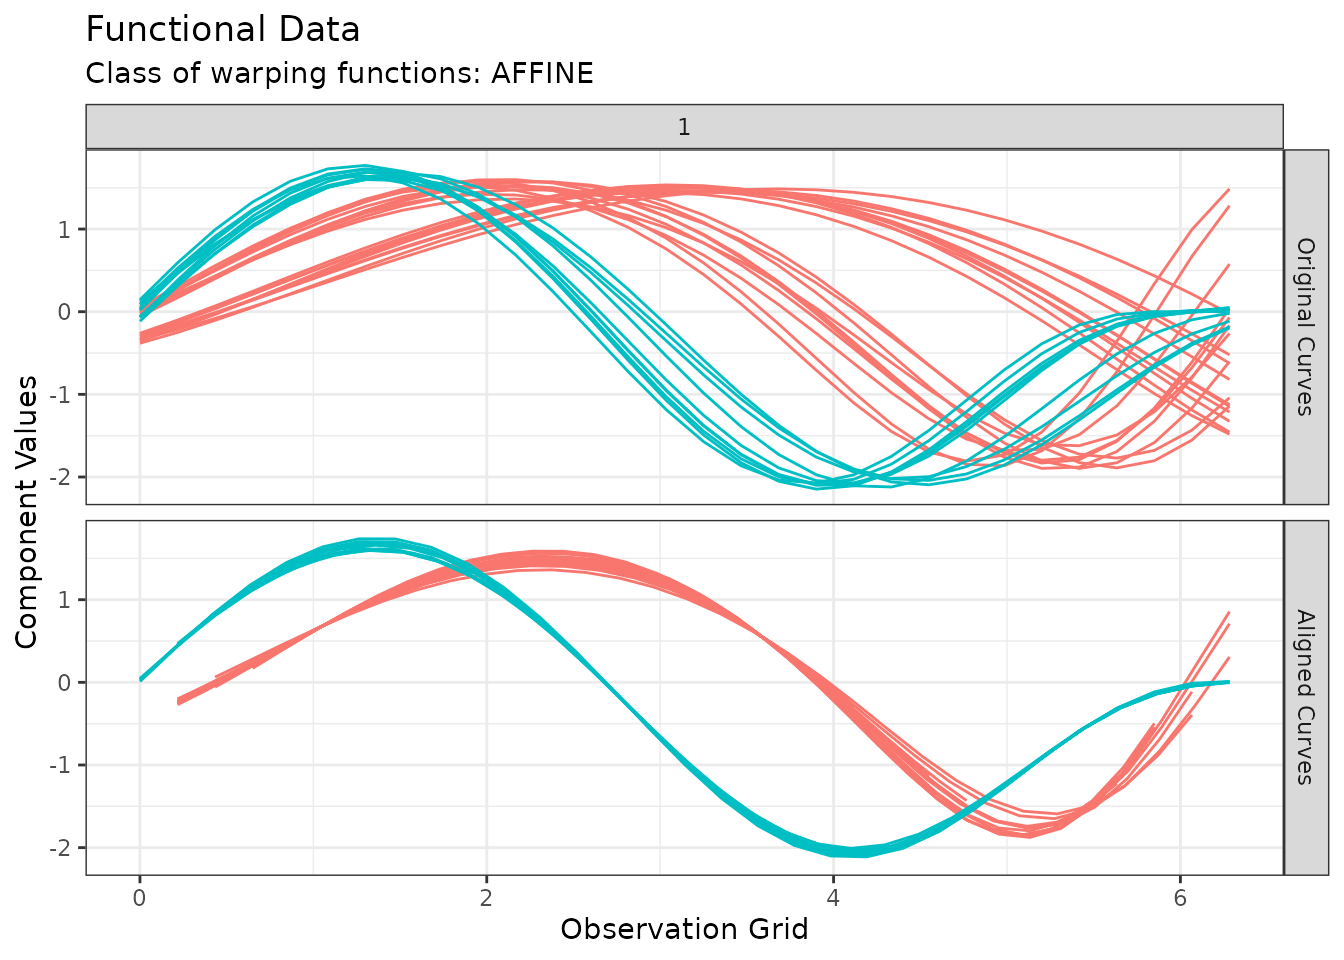 Functional Data
Class of warping functions: AFFINE
1
1
0
-1
-2
Original Curves
Component Values
1
0
-1
-2
Aligned Curves
0
2
4
6
Observation Grid